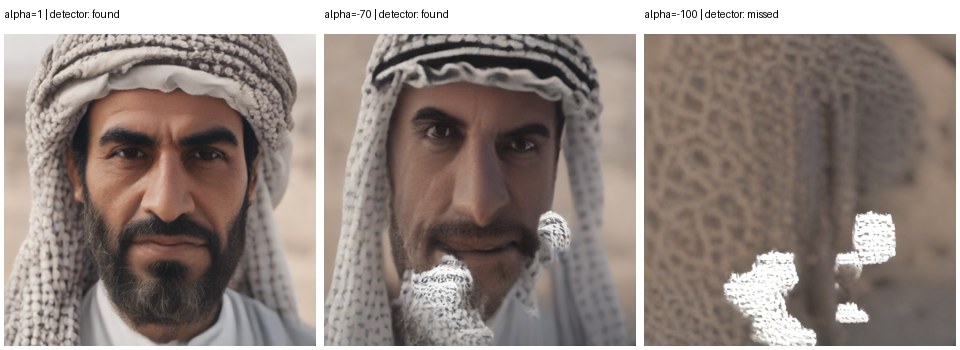 alpha=1 | detector: found
alpha=-70 | detector: found
alpha=-100 | detector: missed